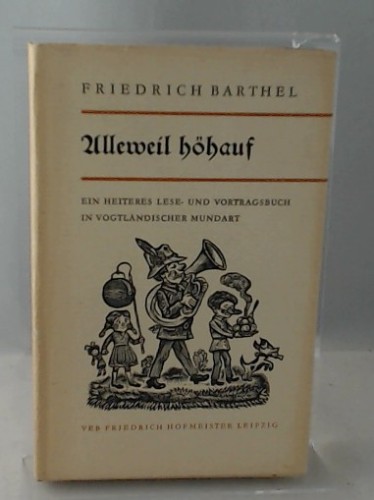 FRIEDRICH BARTHEL
Alleweil höhauf
EIN HEITERES LESE- UND VORTRAGSBUCH
IN VOGTLÄNDISCHER MUNDART
VEB FRIEDRICH HOFMEISTER LEIPZIG